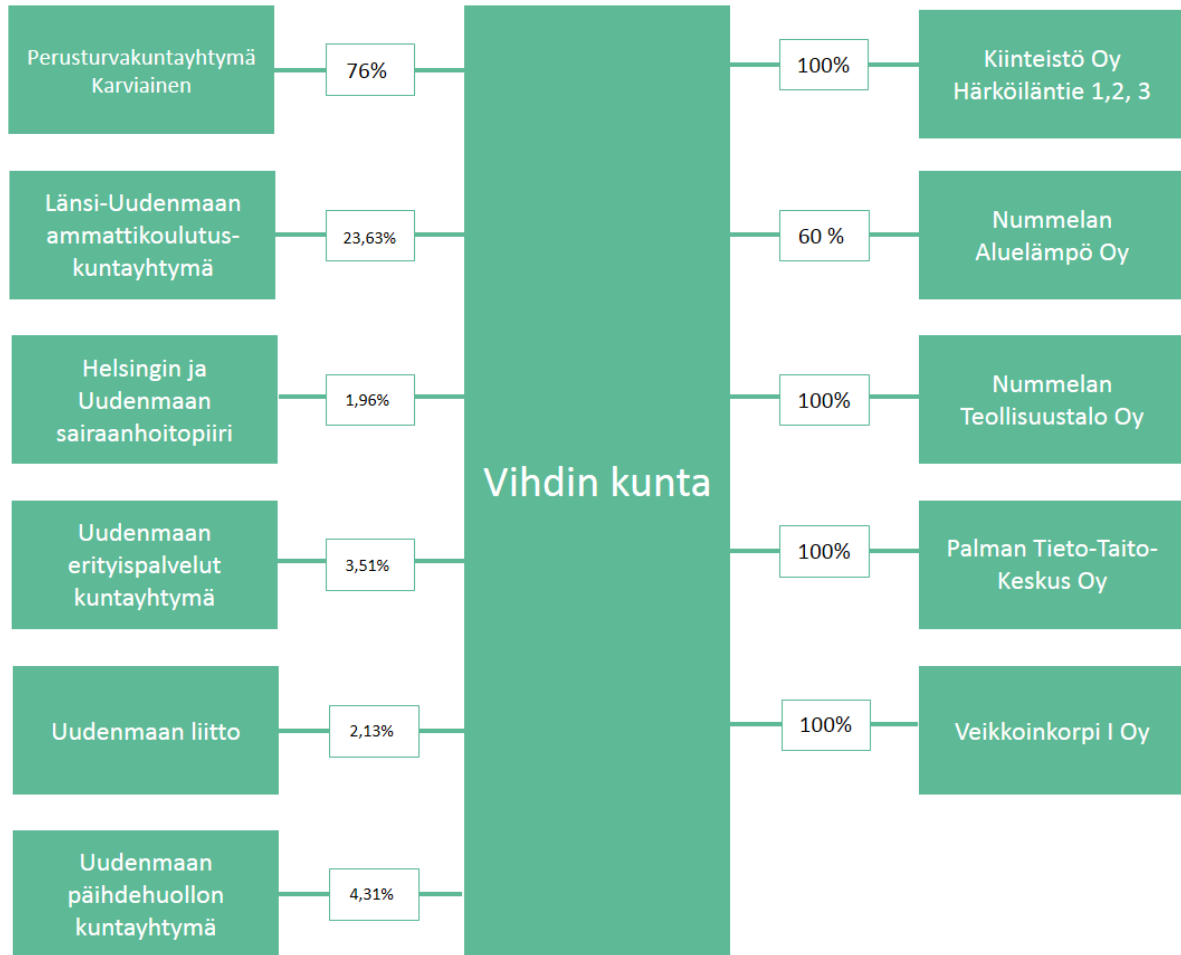 Perusturvakuntayhtymä
Karviainen
76%
Länsi-Uudenmaan
ammattikoulutus-
kuntayhtymä
23,63%
Helsingin ja
Uudenmaan
sairaanhoitopiiri
1,96%
Uudenmaan
erityispalvelut
kuntayhtymä
3,51%
Uudenmaan liitto
2,13%
Uudenmaan
päihdehuollon
kuntayhtymä
4,31%
Vihdin kunta
100%
Kiinteistö Oy
Härköiläntie 1,2, 3
60 %
Nummelan
Aluelämpö Oy
100%
Nummelan
Teollisuustalo Oy
100%
Palman Tieto-Taito-
Keskus Oy
100%
Veikkoinkorpi I Oy